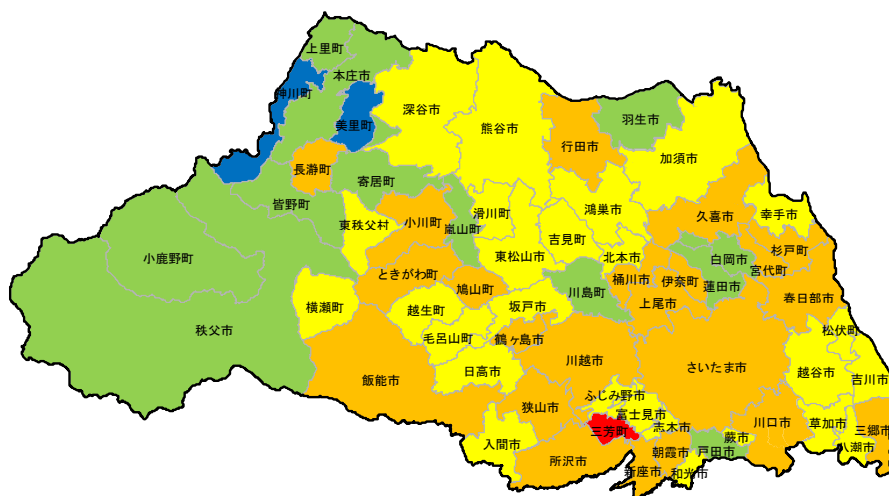 上里町
本庄市
神川町
美里町
深谷市
熊谷市
行田市
羽生市
加須市
長瀞町
寄居町
皆野町
小川町
嵐山町
滑川町
東秩父村
鴻巣市
吉見町
久喜市
幸手市
小鹿野町
東松山市
北本市
白岡市
杉戸町
宮代町
ときがわ町
鳩山町
川島町
桶川市
伊奈町
蓮田市
横瀬町
越生町
坂戸市
上尾市
春日部市
秩父市
毛呂山町
鶴ヶ島市
川越市
さいたま市
松伏町
飯能市
日高市
越谷市
吉川市
ふじみ野市
狭山市
富士見市
三芳町
志木市
川口市
草加市
三郷市
入間市
蕨市
戸田市
八潮市
所沢市
朝霞市
新座市
和光市